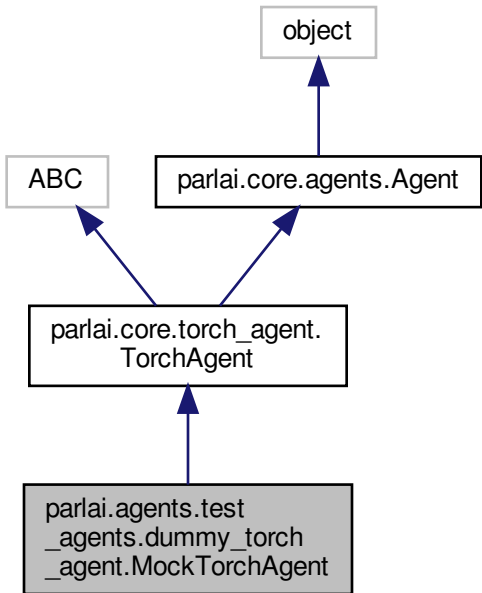 object
ABC
parlai.core.agents.Agent
parlai.core.torch_agent.
TorchAgent
parlai.agents.test
_agents.dummy_torch
_agent.MockTorchAgent